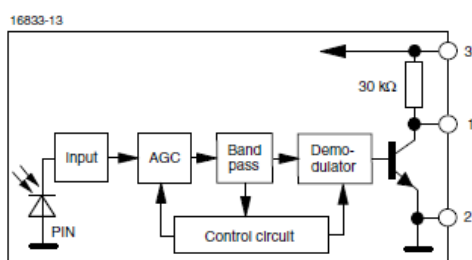 16833-13
3
30 kΩ
1
Input
AGC
Band
pass
Demo-
dulator
2
PIN
Control circuit